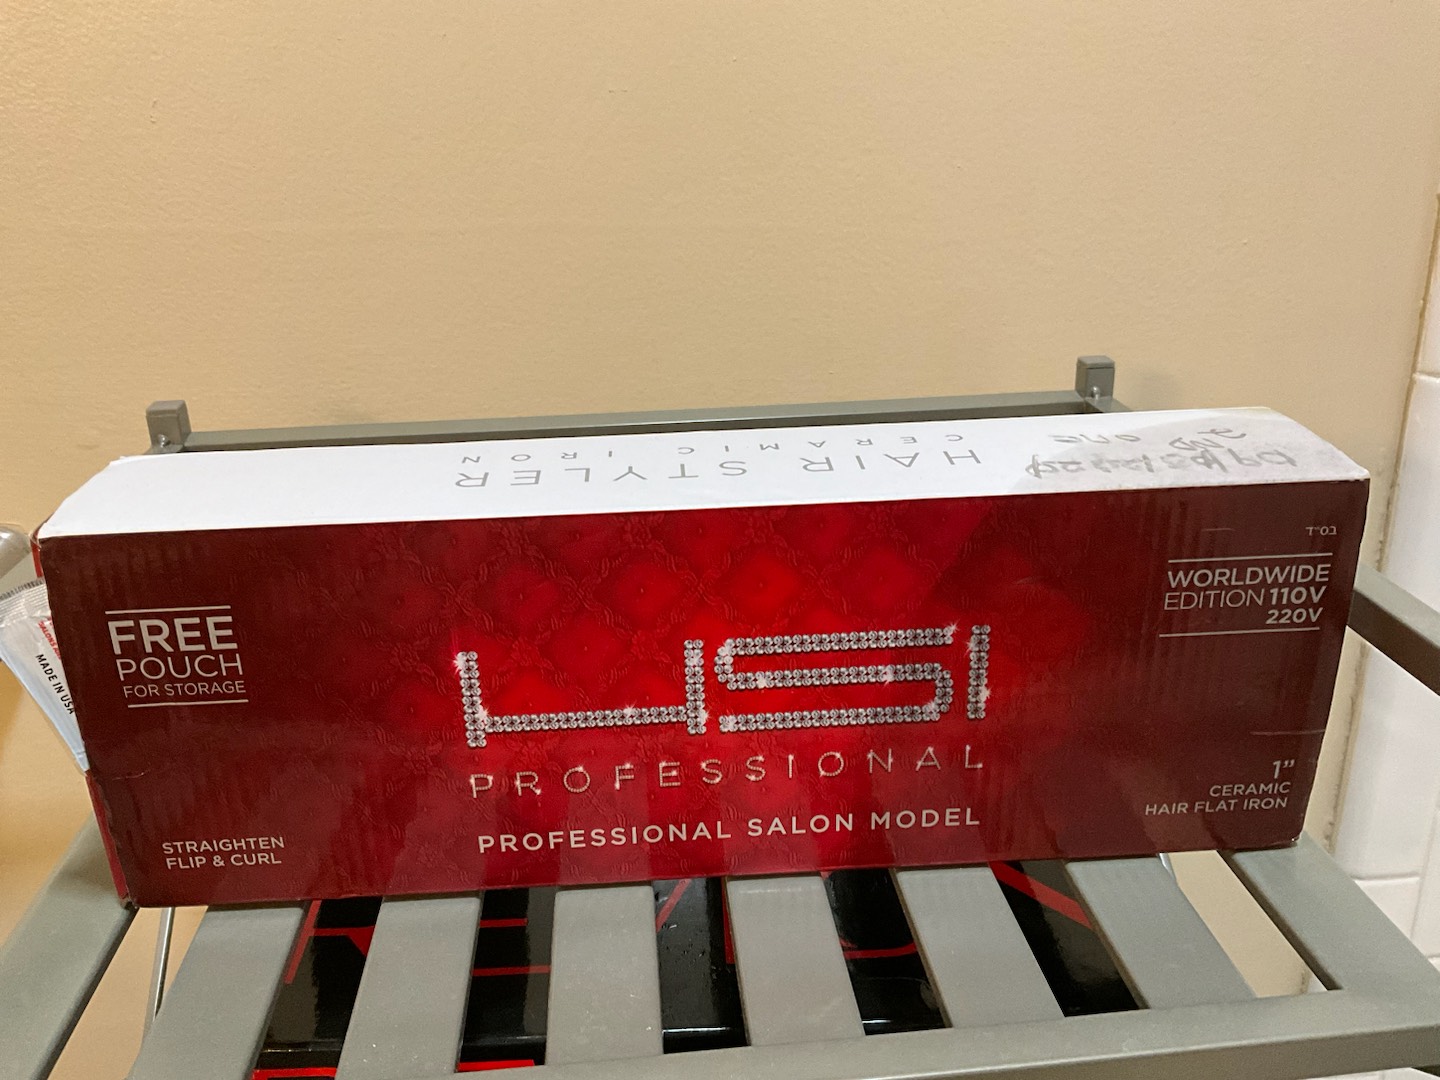 HAIR STYLER
CERAMIC IRON
בס"ד
FREE
POUCH
FOR STORAGE
WORLDWIDE
EDITION 110V
220V
HSI
PROFESSIONAL
PROFESSIONAL SALON MODEL
STRAIGHTEN
FLIP & CURL
1”
CERAMIC
HAIR FLAT IRON
MADE IN USA